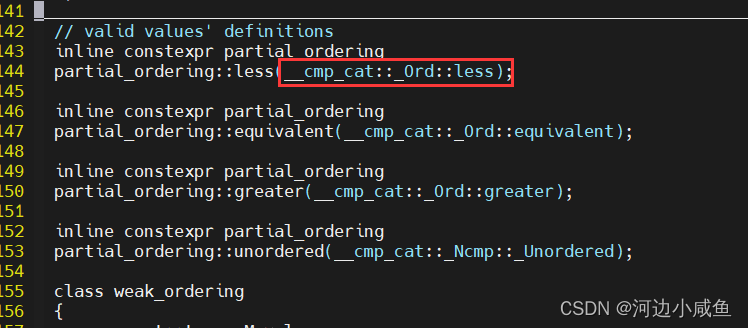 141
142 // valid values' definitions
143 inline constexpr partial_ordering
144 partial_ordering::less(__cmp_cat::_Ord::less);
145
146 inline constexpr partial_ordering
147 partial_ordering::equivalent(__cmp_cat::_Ord::equivalent);
148
149 inline constexpr partial_ordering
150 partial_ordering::greater(__cmp_cat::_Ord::greater);
151
152 inline constexpr partial_ordering
153 partial_ordering::unordered(__cmp_cat::_Ncmp::_Unordered);
154
155 class weak_ordering
156 {
CSDN @河边小咸鱼